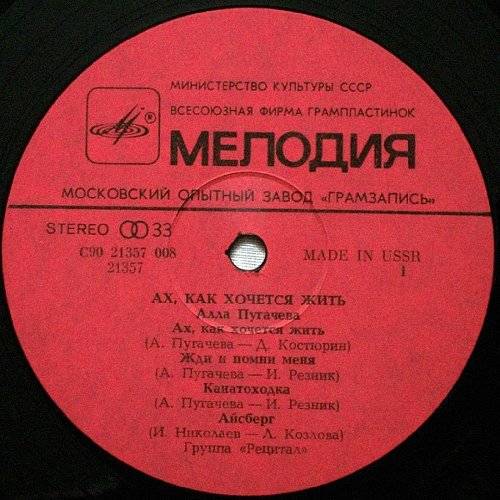 МИНИСТЕРСТВО КУЛЬТУРЫ СССР
ВСЕСОЮЗНАЯ ФИРМА ГРАМПЛАСТИНОК
®
МЕЛОДИЯ
МОСКОВСКИЙ ОПЫТНЫЙ ЗАВОД «ГРАМЗАПИСЬ»
STEREO 33
С90 21357 008 MADE IN USSR
21357 1
АХ, КАК ХОЧЕТСЯ ЖИТЬ
Алла Пугачева
Ах, как хочется жить
(А. Пугачева — Д. Костюрин)
Жди и помни меня
(А. Пугачева — И. Резник)
Канатоходка
(А. Пугачева — И. Резник)
Айсберг
(И. Николаев — Л. Козлова)
Группа «Рецитал»